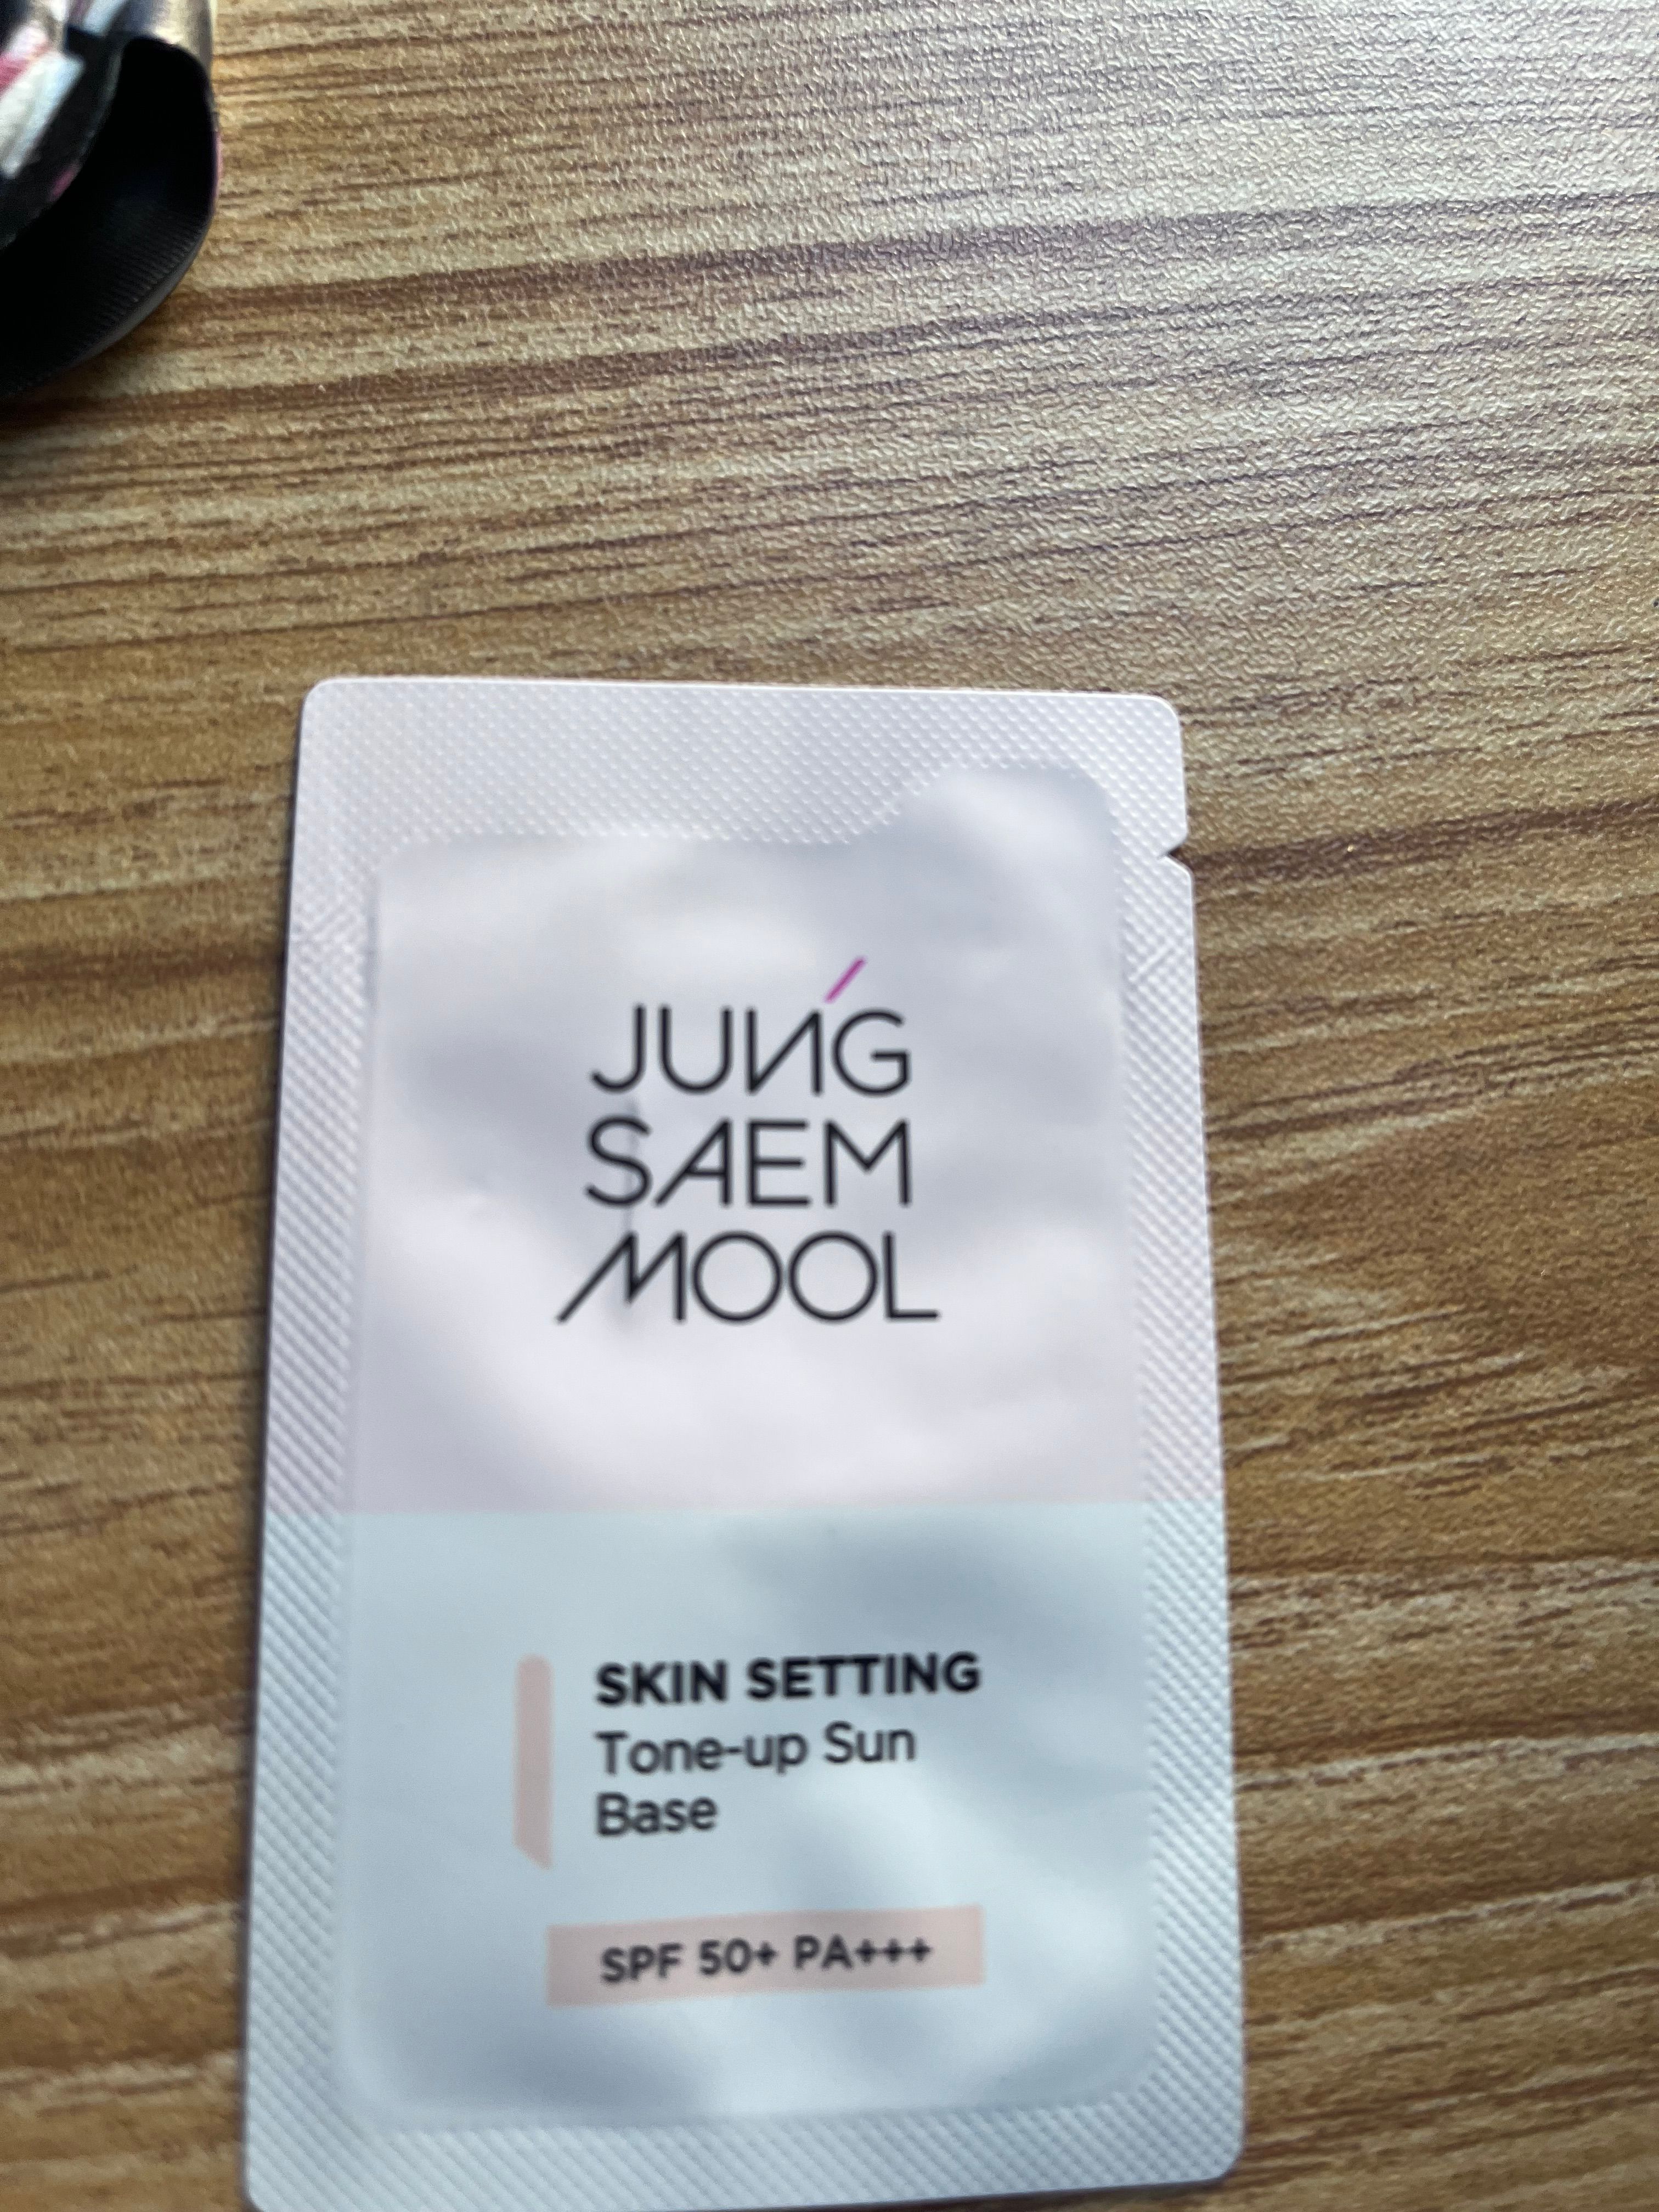 JUNG
SAEM
MOOL
SKIN SETTING
Tone-up Sun
Base
SPF 50+ PA+++